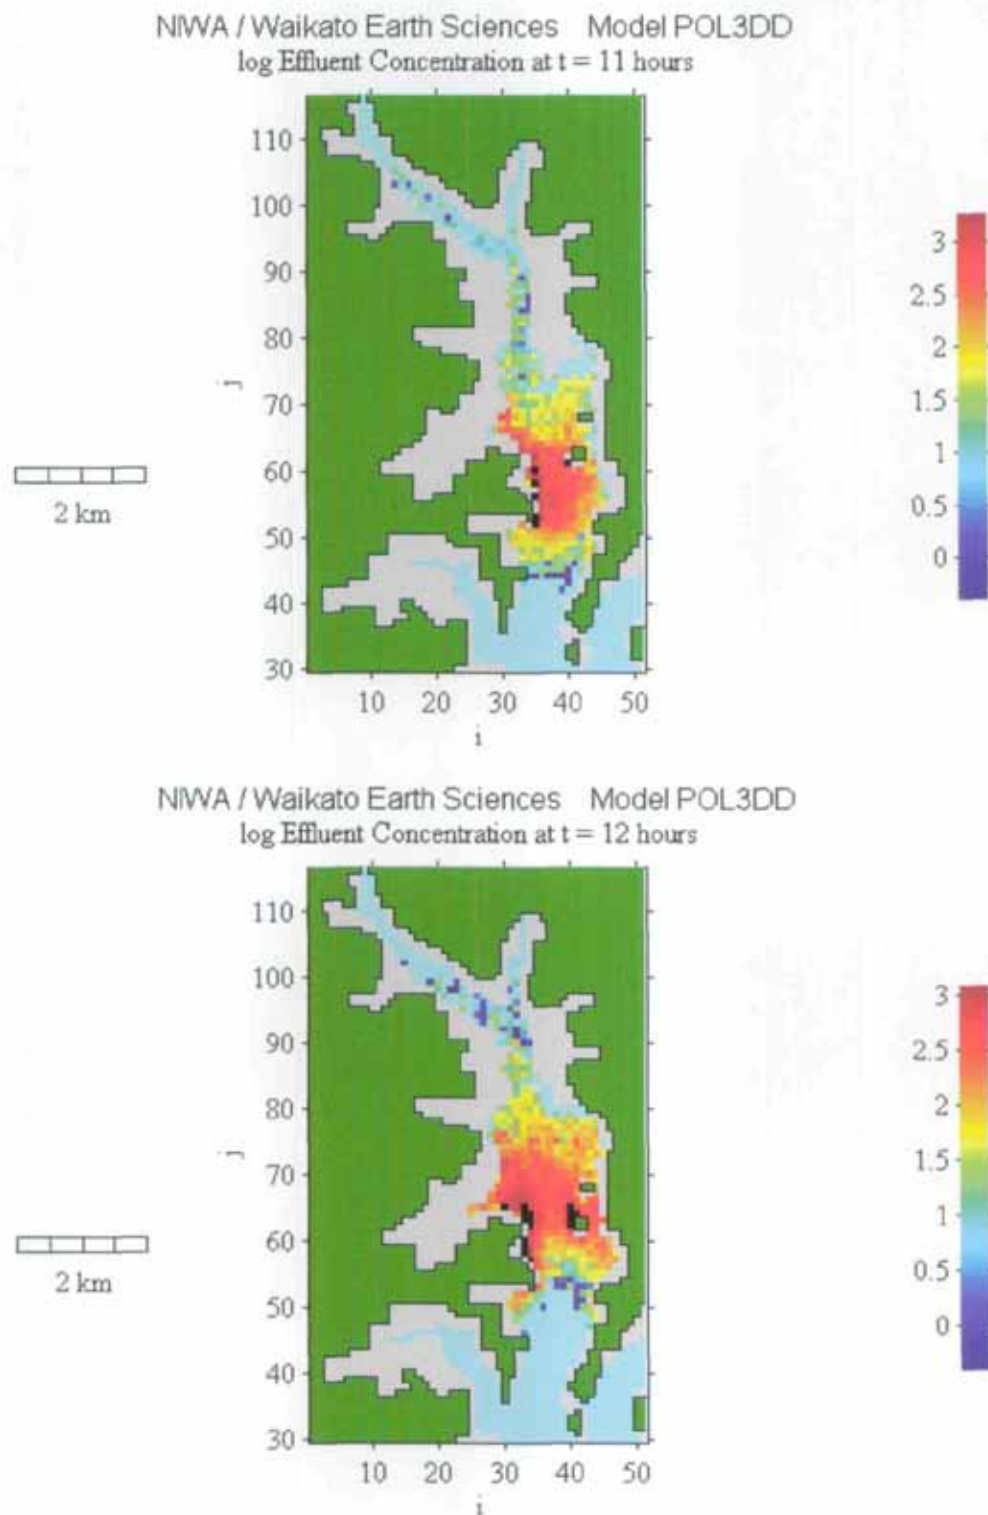 NIWA / Waikato Earth Sciences Model POL3DD
log Effluent Concentration at t = 11 hours
110
100
90
80
70
60
50
40
30
j
10 20 30 40 50
i
2 km
3
2.5
2
1.5
1
0.5
0
NIWA / Waikato Earth Sciences Model POL3DD
log Effluent Concentration at t = 12 hours
110
100
90
80
70
60
50
40
30
j
10 20 30 40 50
i
2 km
3
2.5
2
1.5
1
0.5
0